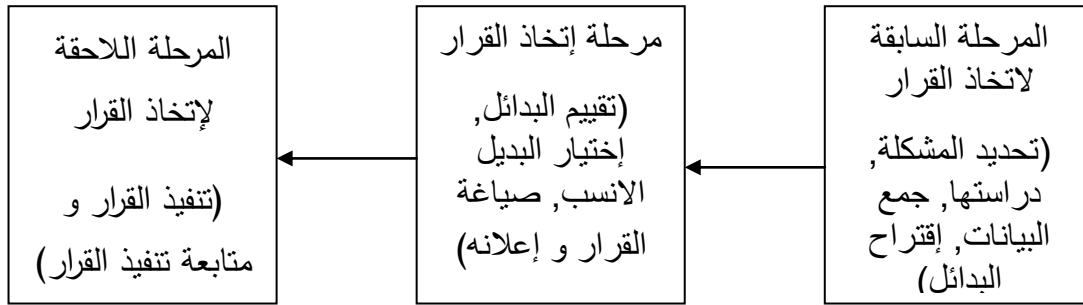 المرحلة السابقة
لاتخاذ القرار
(تحديد المشكلة,
دراستها, جمع
البيانات, إقتراح
البدائل)
مرحلة إتخاذ القرار
(تقييم البدائل,
إختيار البديل
الانسب, صياغة
القرار و إعلانه)
المرحلة اللاحقة
لإتخاذ القرار
(تنفيذ القرار و
متابعة تنفيذ القرار)